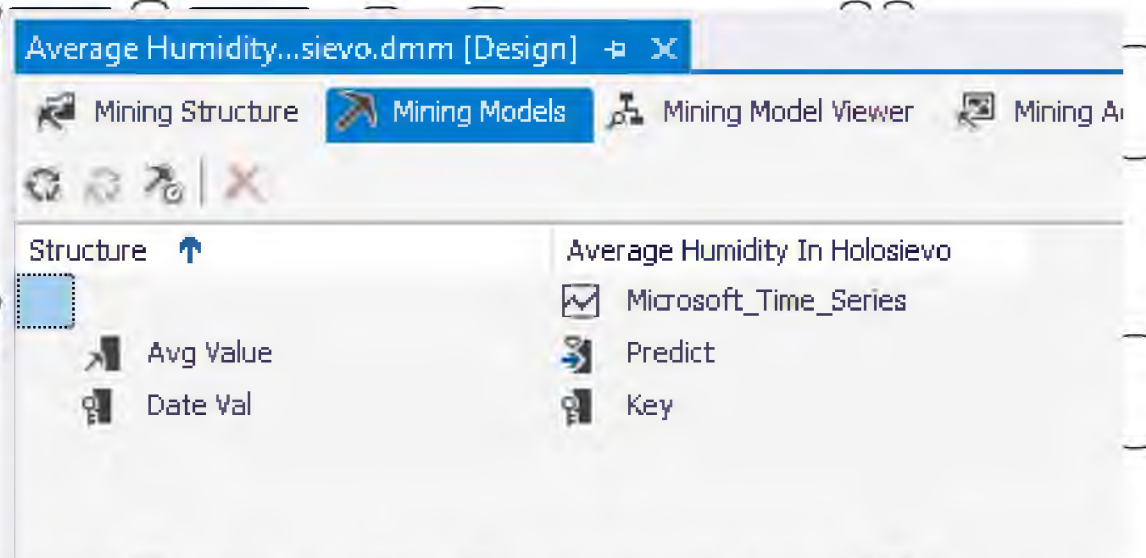 Average Humidity...sievo.dmm [Design]
Mining Structure Mining Models Mining Model Viewer Mining
Structure Average Humidity In Holosievo
Microsoft_Time_Series
Avg Value Predict
Date Val Key